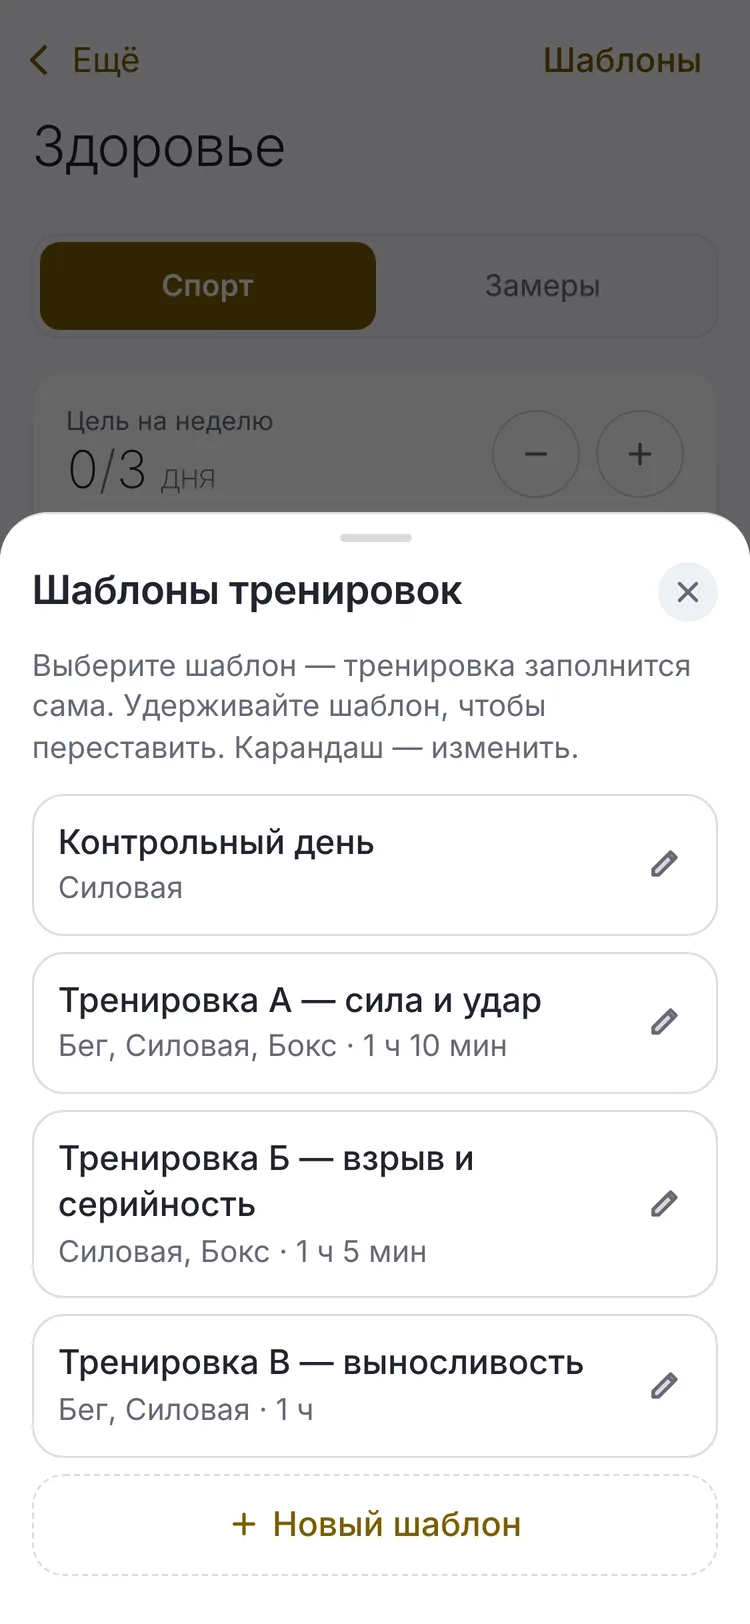 Ещё
Шаблоны
Здоровье
Спорт
Замеры
Цель на неделю
0/3 дня
Шаблоны тренировок
Выберите шаблон — тренировка заполнится
сама. Удерживайте шаблон, чтобы
переставить. Карандаш — изменить.
Контрольный день
Силовая
Тренировка А — сила и удар
Бег, Силовая, Бокс · 1 ч 10 мин
Тренировка Б — взрыв и
серийность
Силовая, Бокс · 1 ч 5 мин
Тренировка В — выносливость
Бег, Силовая · 1 ч
+ Новый шаблон